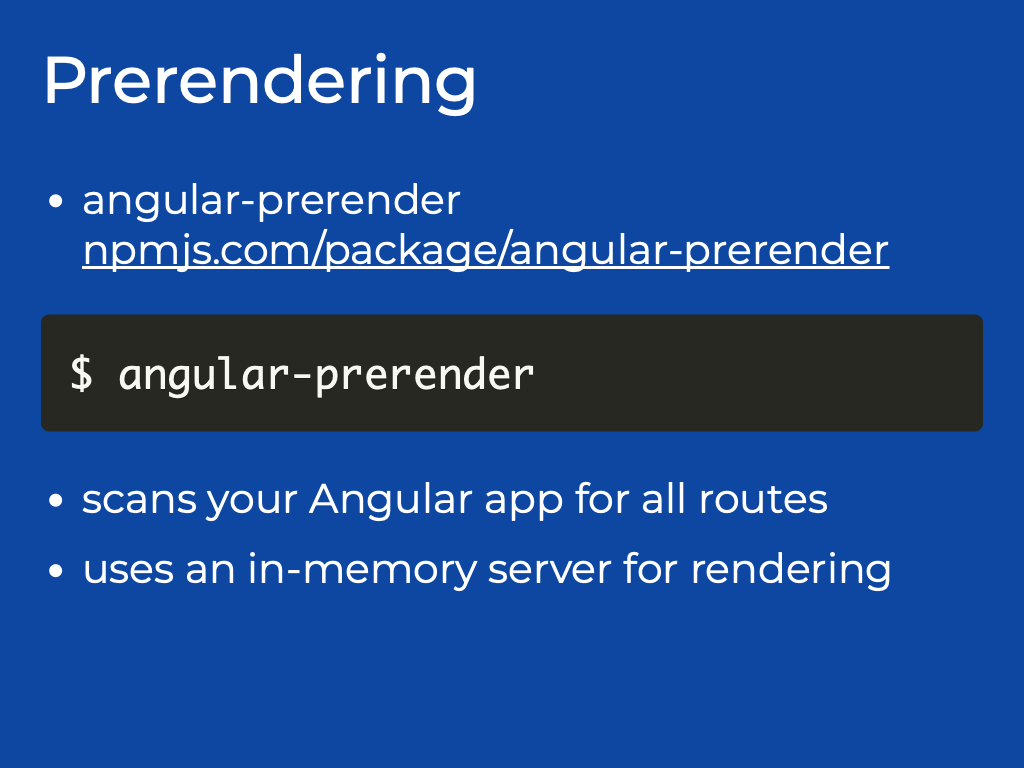 Prerendering
• angular-prerender
npmjs.com/package/angular-prerender
$ angular-prerender
• scans your Angular app for all routes
• uses an in-memory server for rendering